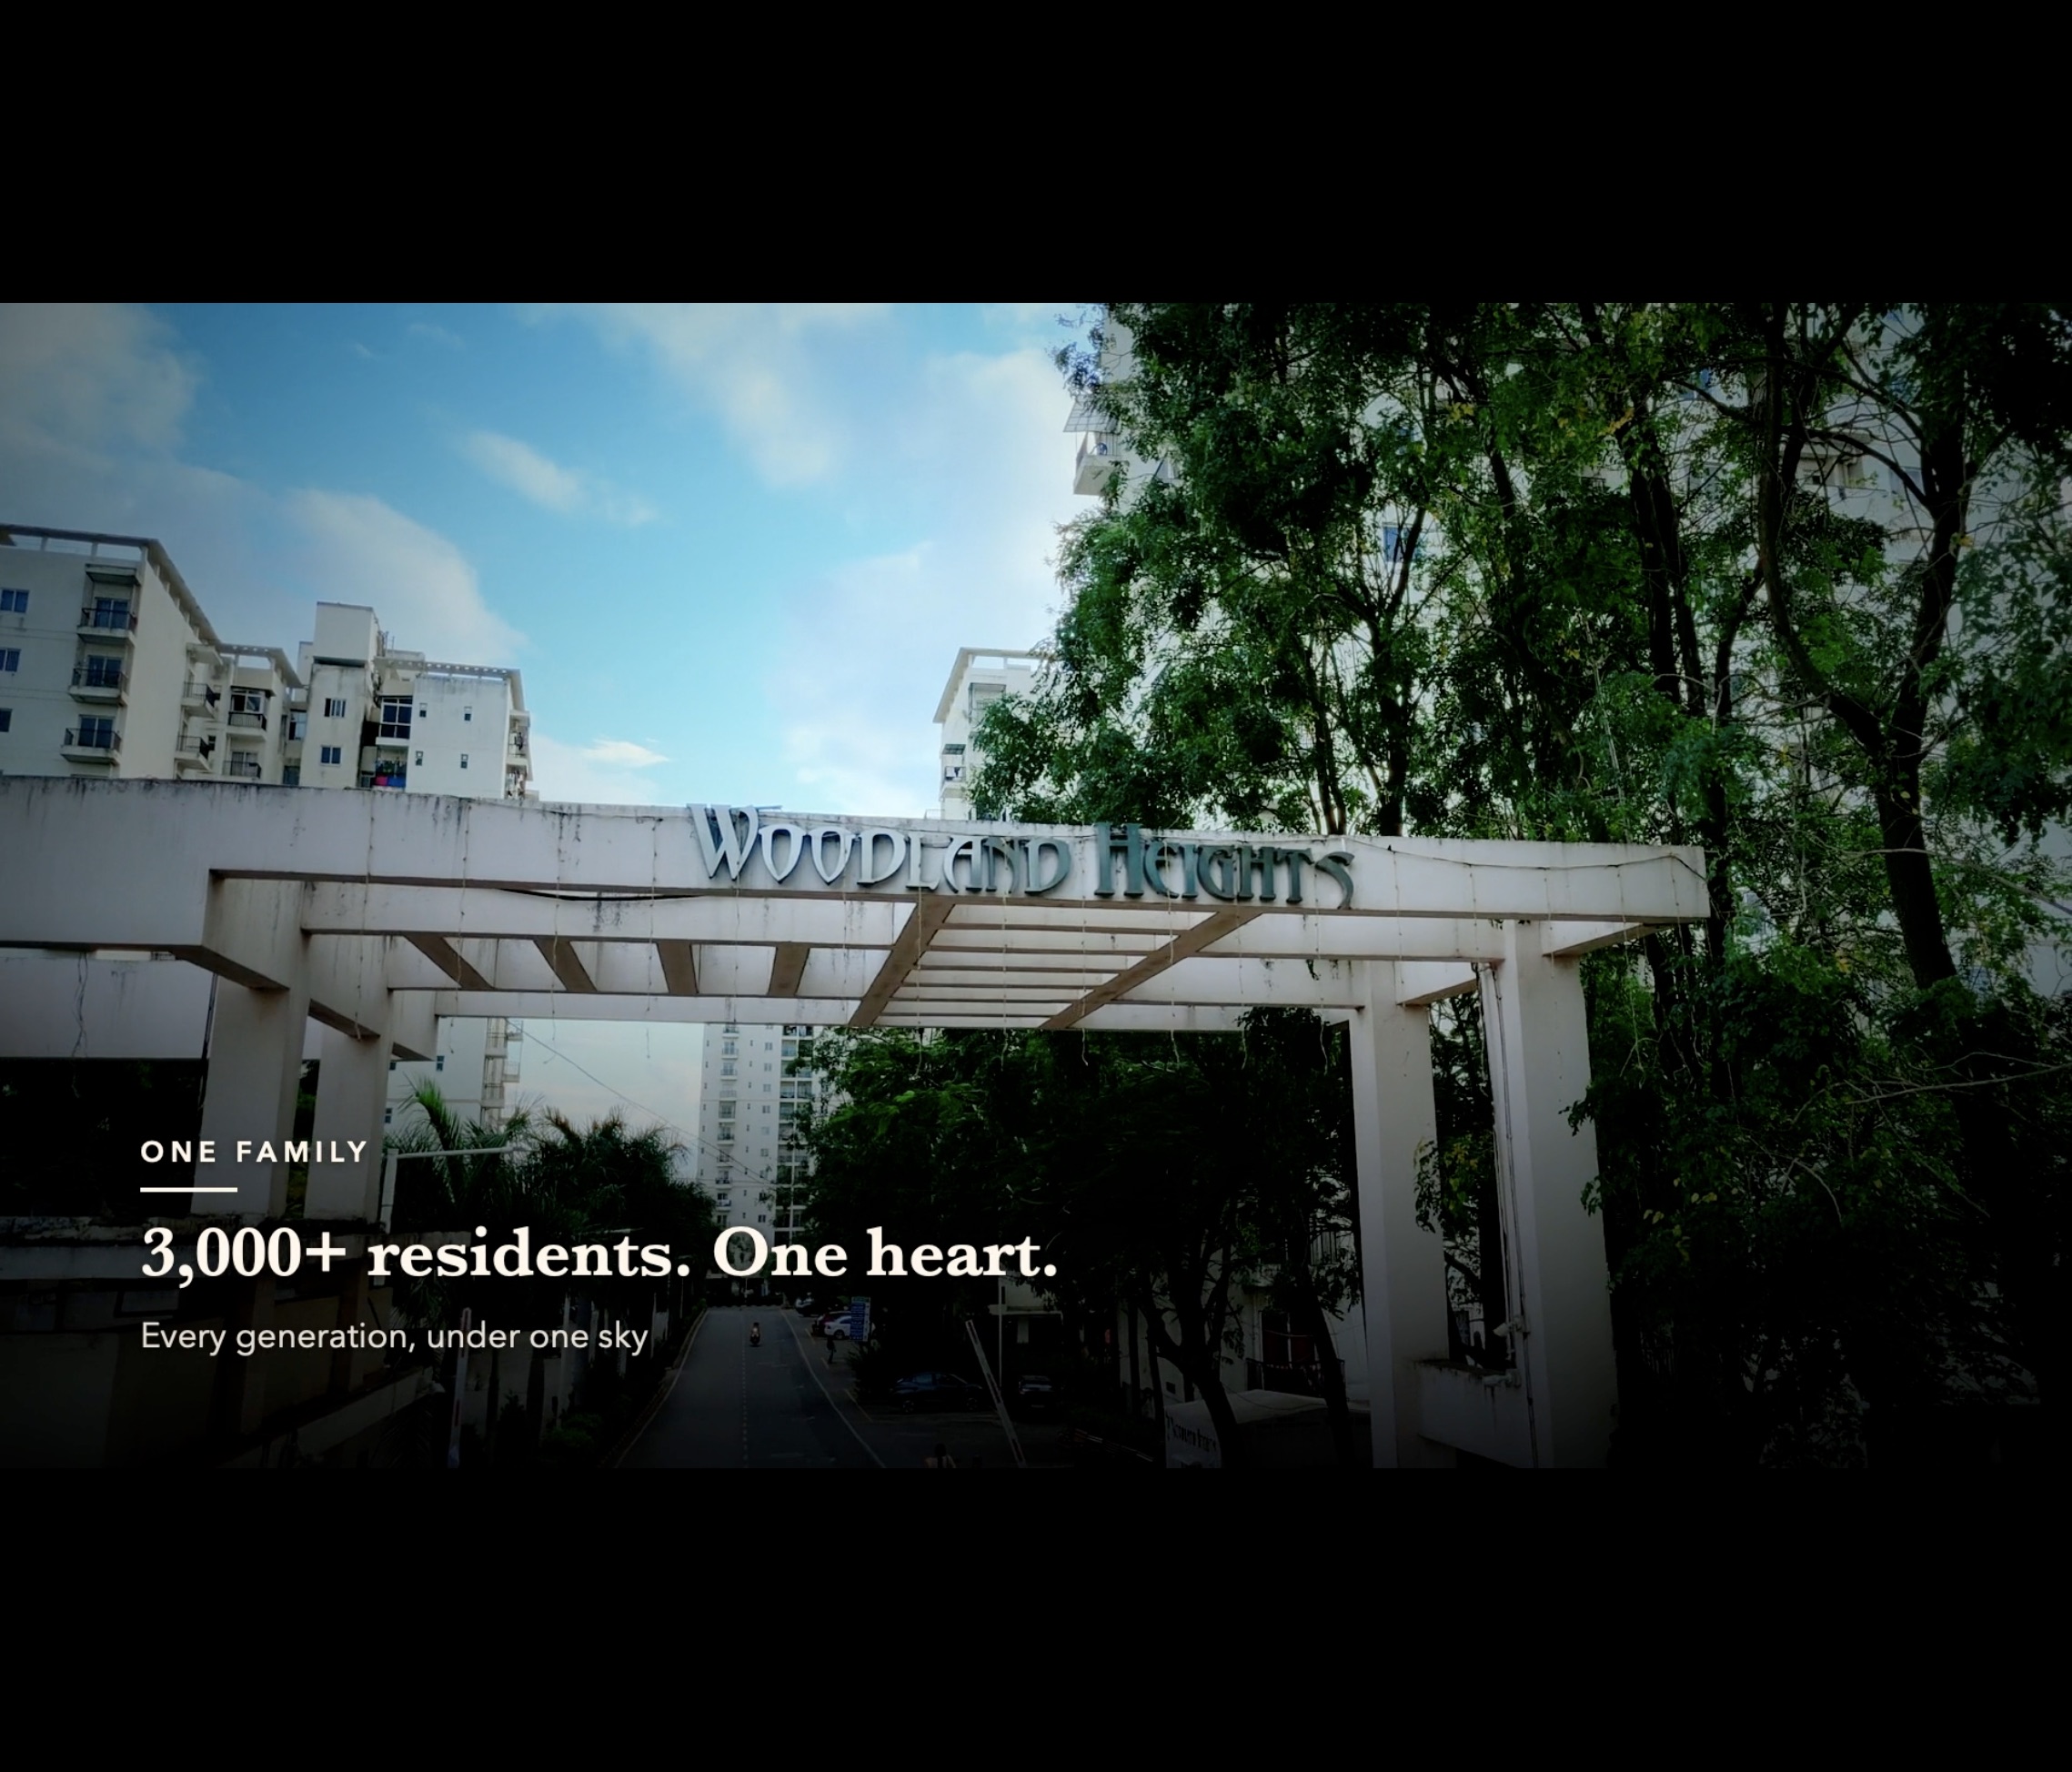 WOODLAND HEIGHTS
ONE FAMILY
3,000+ residents. One heart.
Every generation, under one sky